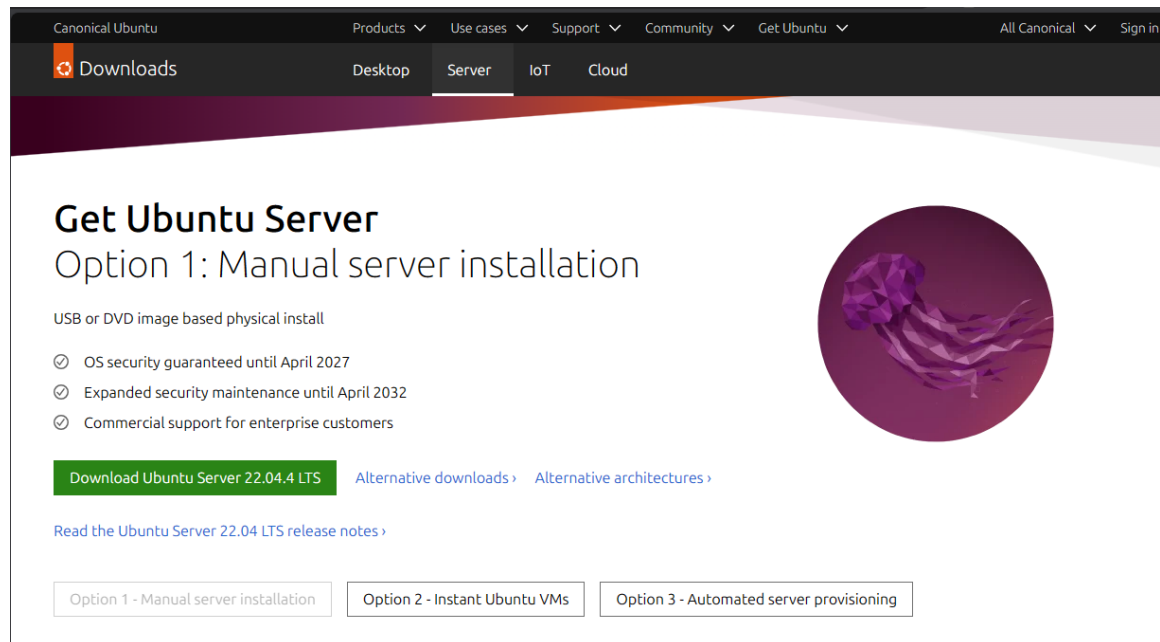 Canonical Ubuntu Products Use cases Support Community Get Ubuntu All Canonical Sign in
Downloads Desktop Server IoT Cloud
Get Ubuntu Server
Option 1: Manual server installation
USB or DVD image based physical install
OS security guaranteed until April 2027
Expanded security maintenance until April 2032
Commercial support for enterprise customers
Download Ubuntu Server 22.04.4 LTS Alternative downloads › Alternative architectures ›
Read the Ubuntu Server 22.04 LTS release notes ›
Option 1 - Manual server installation Option 2 - Instant Ubuntu VMs Option 3 - Automated server provisioning